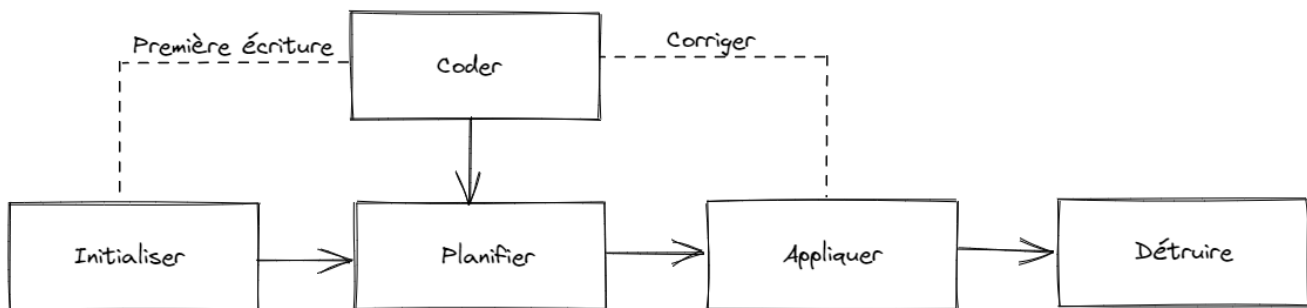 Première écriture
Coder
Corriger
Initialiser
Planifier
Appliquer
Détruire